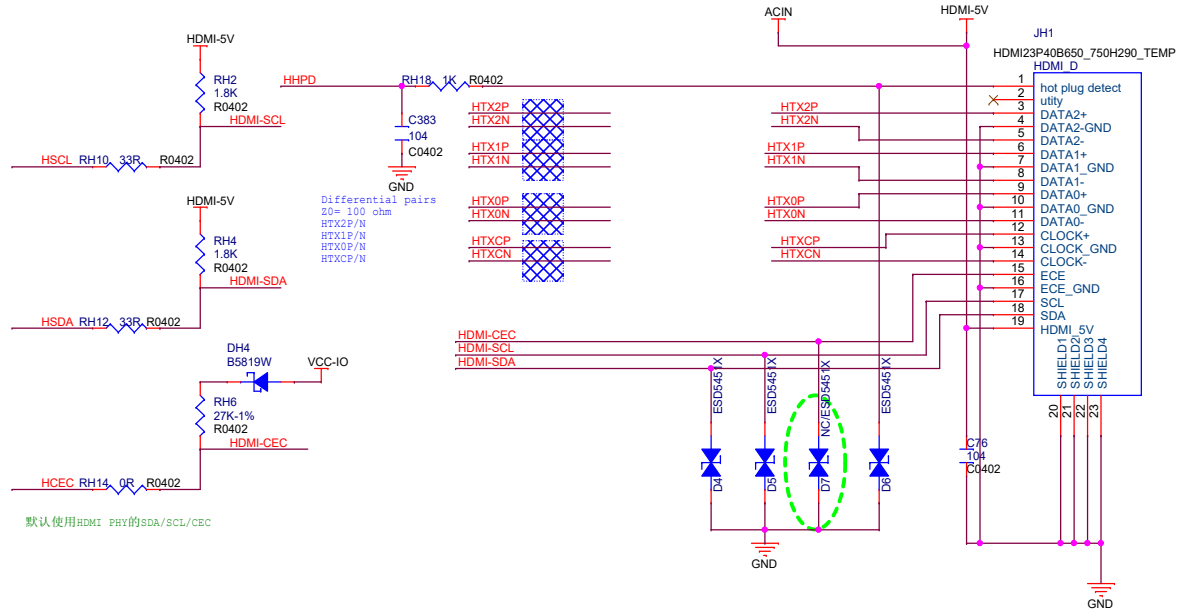 ACIN
HDMI-5V
JH1
HDMI23P40B650_750H290_TEMP
HDMI_D
HDMI-5V
RH2
1.8K
R0402
HDMI-SCL
HSCL RH10 33R R0402
HHPD
RH18 1K R0402
C383
104
C0402
GND
Differential pairs
Z0= 100 ohm
HTX2P/N
HTX1P/N
HTX0P/N
HTXCP/N
HTX2P
HTX2N
HTX1P
HTX1N
HTX0P
HTX0N
HTXCP
HTXCN
HTX2P
HTX2N
HTX1P
HTX1N
HTX0P
HTX0N
HTXCP
HTXCN
1 hot plug detect
2 utity
3 DATA2+
4 DATA2-GND
5 DATA2-
6 DATA1+
7 DATA1_GND
8 DATA1-
9 DATA0+
10 DATA0_GND
11 DATA0-
12 CLOCK+
13 CLOCK_GND
14 CLOCK-
15 ECE
16 ECE_GND
17 SCL
18 SDA
19 HDMI_5V
SHIELD1
SHIELD2
SHIELD3
SHIELD4
20
21
22
23
HDMI-5V
RH4
1.8K
R0402
HDMI-SDA
HSDA RH12 33R R0402
DH4
B5819W
VCC-IO
RH6
27K-1%
R0402
HDMI-CEC
HCEC RH14 0R R0402
默认使用HDMI PHY的SDA/SCL/CEC
HDMI-CEC
HDMI-SCL
HDMI-SDA
ESD5451X
ESD5451X
NC/ESD5451X
ESD5451X
D4
D5
D7
D6
GND
C76
104
C0402
GND